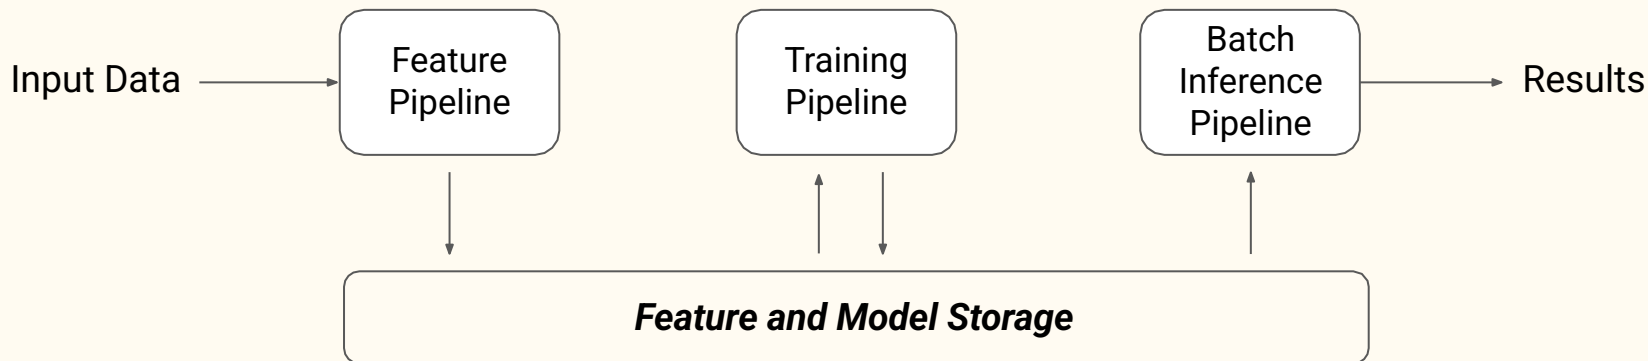 Input Data
Feature
Pipeline
Training
Pipeline
Batch
Inference
Pipeline
Results
Feature and Model Storage